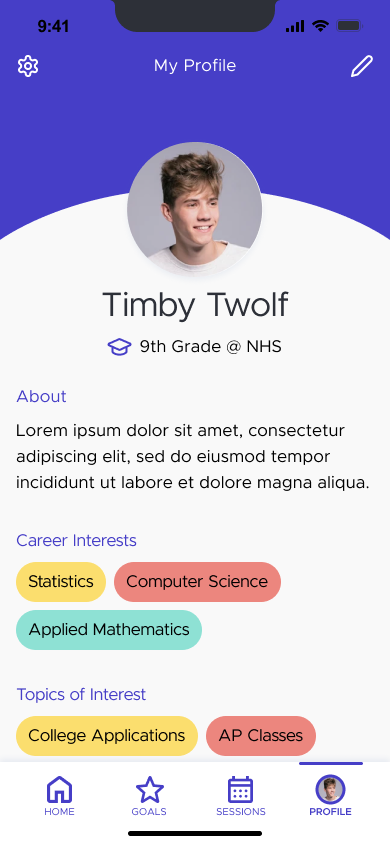 9:41
My Profile
Timby Twolf
9th Grade @ NHS
About
Lorem ipsum dolor sit amet, consectetur
adipiscing elit, sed do eiusmod tempor
incididunt ut labore et dolore magna aliqua.
Career Interests
Statistics Computer Science
Applied Mathematics
Topics of Interest
College Applications AP Classes
HOME GOALS SESSIONS PROFILE